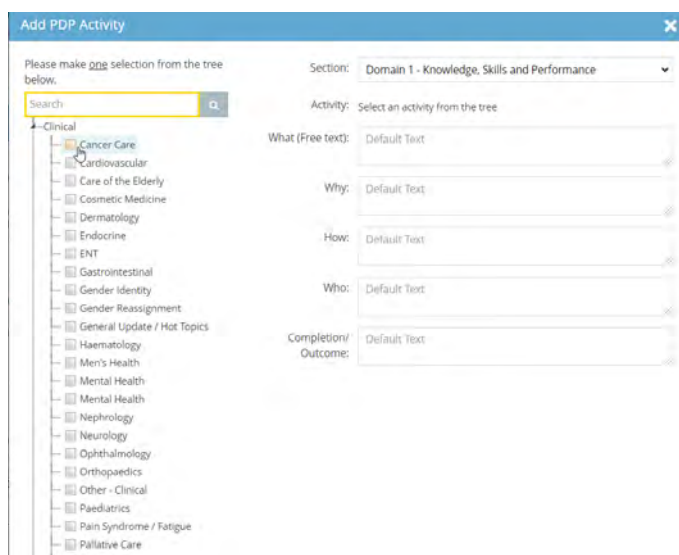 Add PDP Activity
Please make one selection from the tree
below.
Search
Clinical
Cancer Care
Cardiovascular
Care of the Elderly
Cosmetic Medicine
Dermatology
Endocrine
ENT
Gastrointestinal
Gender Identity
Gender Reassignment
General Update / Hot Topics
Haematology
Men's Health
Mental Health
Mental Health
Nephrology
Neurology
Ophthalmology
Orthopaedics
Other - Clinical
Paediatrics
Pain Syndrome / Fatigue
Pallative Care
Section: Domain 1 - Knowledge, Skills and Performance
Activity: Select an activity from the tree
What (Free text): Default Text
Why: Default Text
How: Default Text
Who: Default Text
Completion/ Default Text
Outcome: